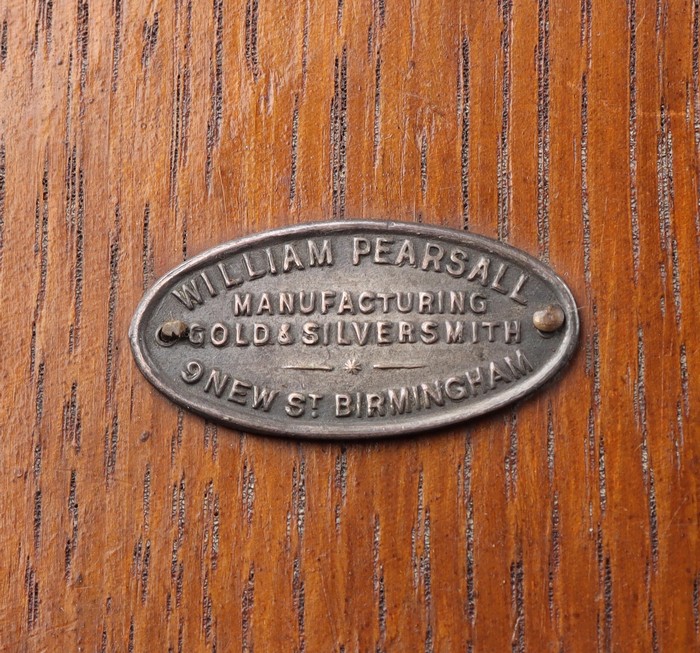 WILLIAM PEARSALL
MANUFACTURING
GOLD & SILVERSMITH
9 NEW ST BIRMINGHAM